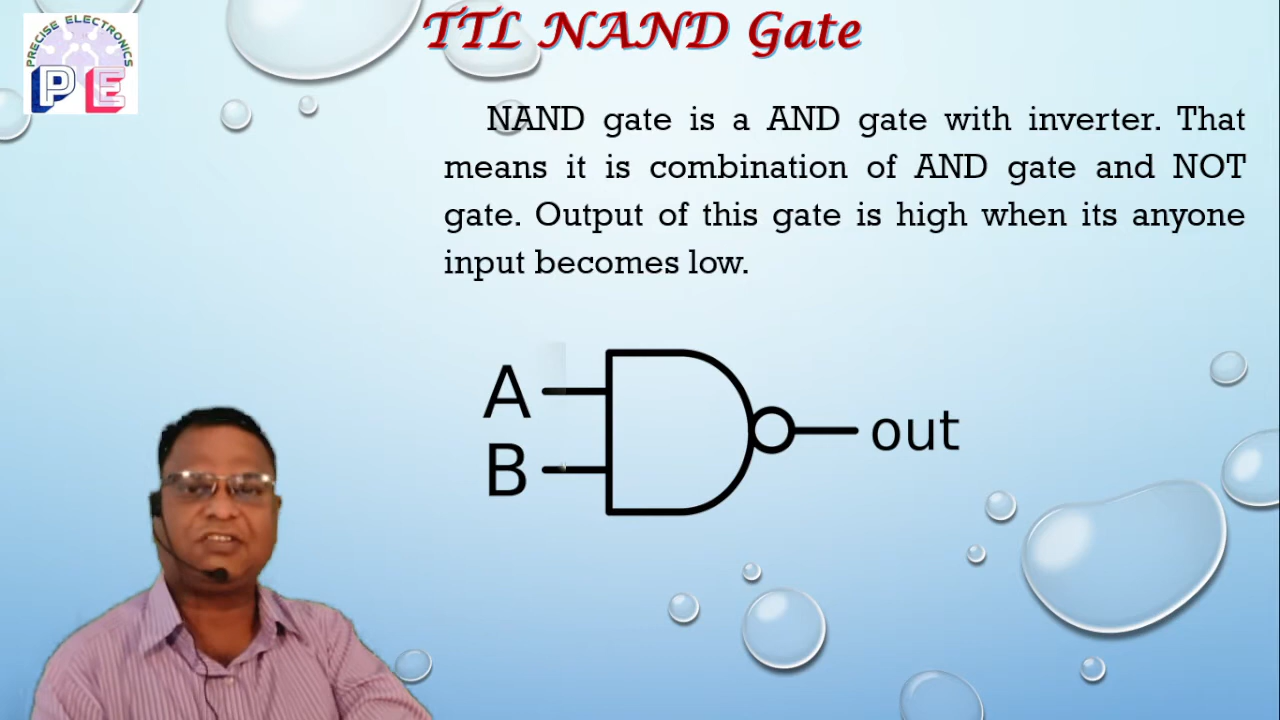 PRECISE ELECTRONICS
PE
TTL NAND Gate
NAND gate is a AND gate with inverter. That
means it is combination of AND gate and NOT
gate. Output of this gate is high when its anyone
input becomes low.
A
B
out